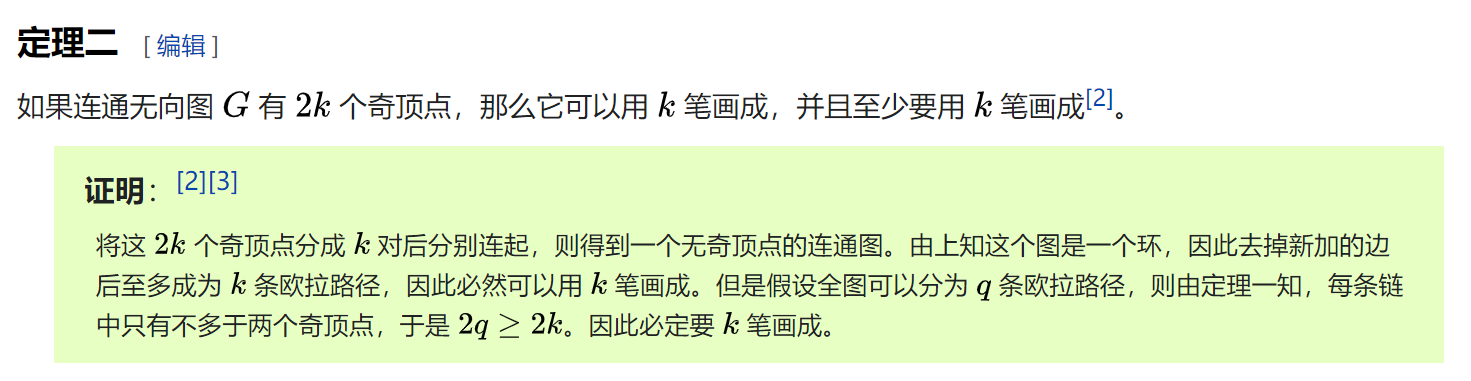 定理二 [编辑]
如果连通无向图 G 有 2k 个奇顶点，那么它可以用 k 笔画成，并且至少要用 k 笔画成[2]。
证明：[2][3]
将这 2k 个奇顶点分成 k 对后分别连起，则得到一个无奇顶点的连通图。由上知这个图是一个环，因此去掉新加的边
后至多成为 k 条欧拉路径，因此必然可以用 k 笔画成。但是假设全图可以分为 q 条欧拉路径，则由定理一知，每条链
中只有不多于两个奇顶点，于是 2q ≥ 2k。因此必定要 k 笔画成。